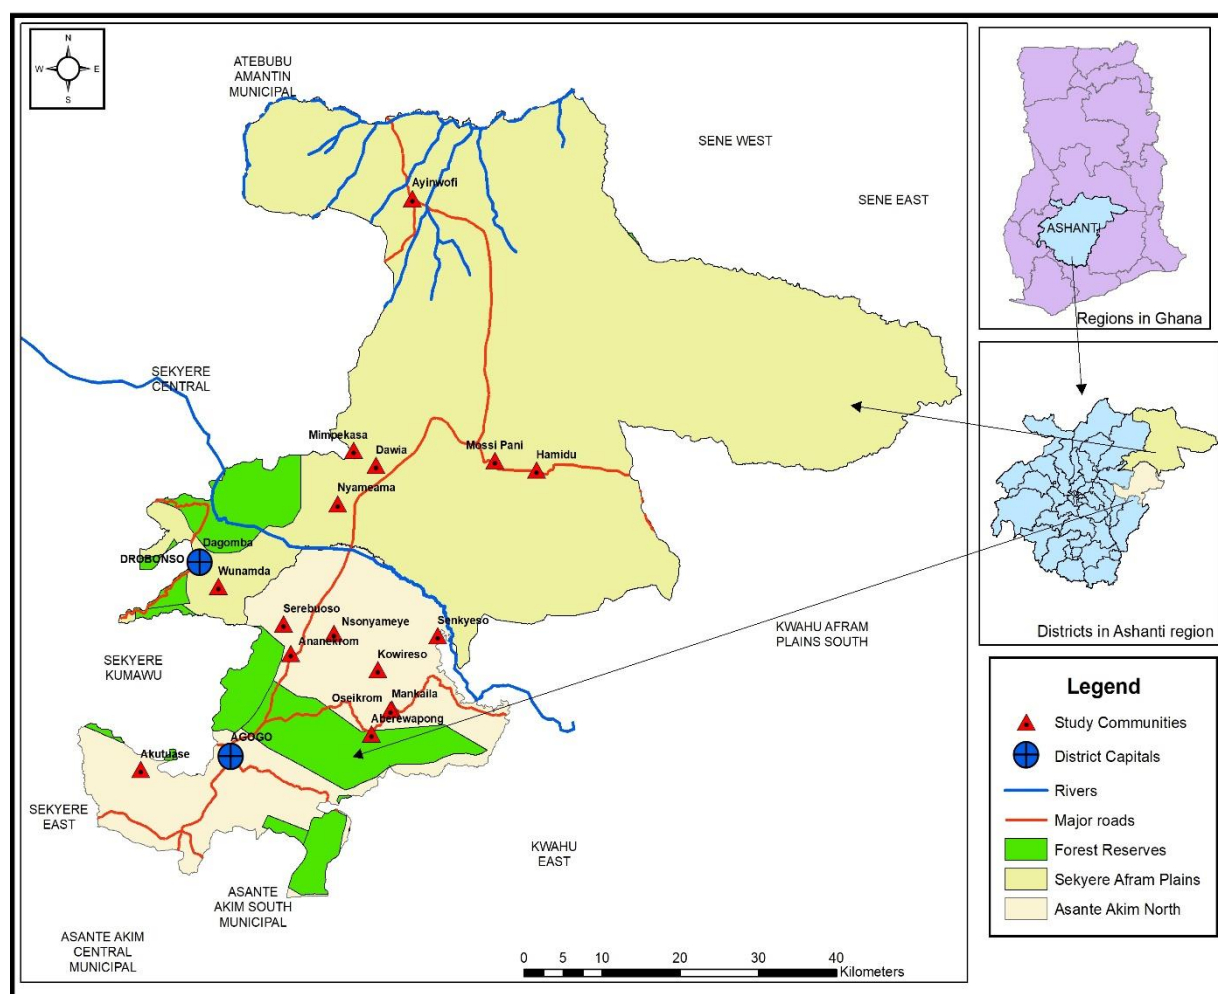 N
W E
S
ATEBUBU
AMANTIN
MUNICIPAL
SENE WEST
SENE EAST
Ayinwofi
SEKYERE
CENTRAL
Mimpekasa
Dawia
Mossi Pani
Hamidu
Nyameama
Dagomba
DROBONSO
Wunamda
Serebuoso
Nsonyameye
Senkyeso
Ananekrom
KWAHU AFRAM
PLAINS SOUTH
SEKYERE
KUMAWU
Kowireso
Oseikrom
Mankaila
Aberewapong
AGOGO
Akutuase
SEKYERE
EAST
KWAHU
EAST
ASANTE
AKIM SOUTH
MUNICIPAL
ASANTE AKIM
CENTRAL
MUNICIPAL
0 5 10 20 30 40
Kilometers
ASHANTI
Regions in Ghana
Districts in Ashanti region
Legend
Study Communities
District Capitals
Rivers
Major roads
Forest Reserves
Sekyere Afram Plains
Asante Akim North